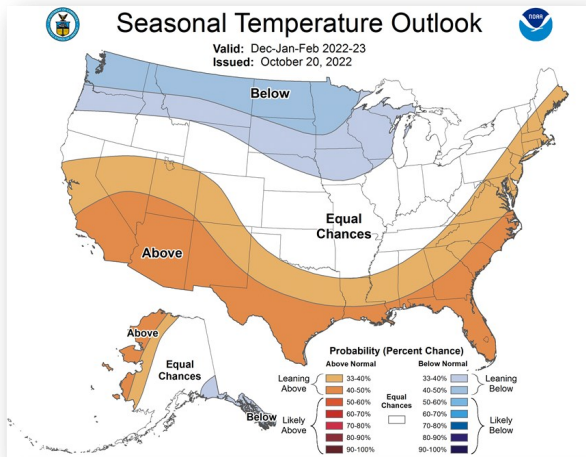 Seasonal Temperature Outlook
NOAA
Valid: Dec-Jan-Feb 2022-23
Issued: October 20, 2022
Below
Equal
Chances
Above
Above
Equal
Chances
Below
Probability (Percent Chance)
Above Normal
Below Normal
Leaning
Above
33-40%
40-50%
Likely
Above
50-60%
60-70%
70-80%
80-90%
90-100%
Equal
Chances
33-40%
40-50%
Leaning
Below
50-60%
60-70%
70-80%
80-90%
90-100%
Likely
Below